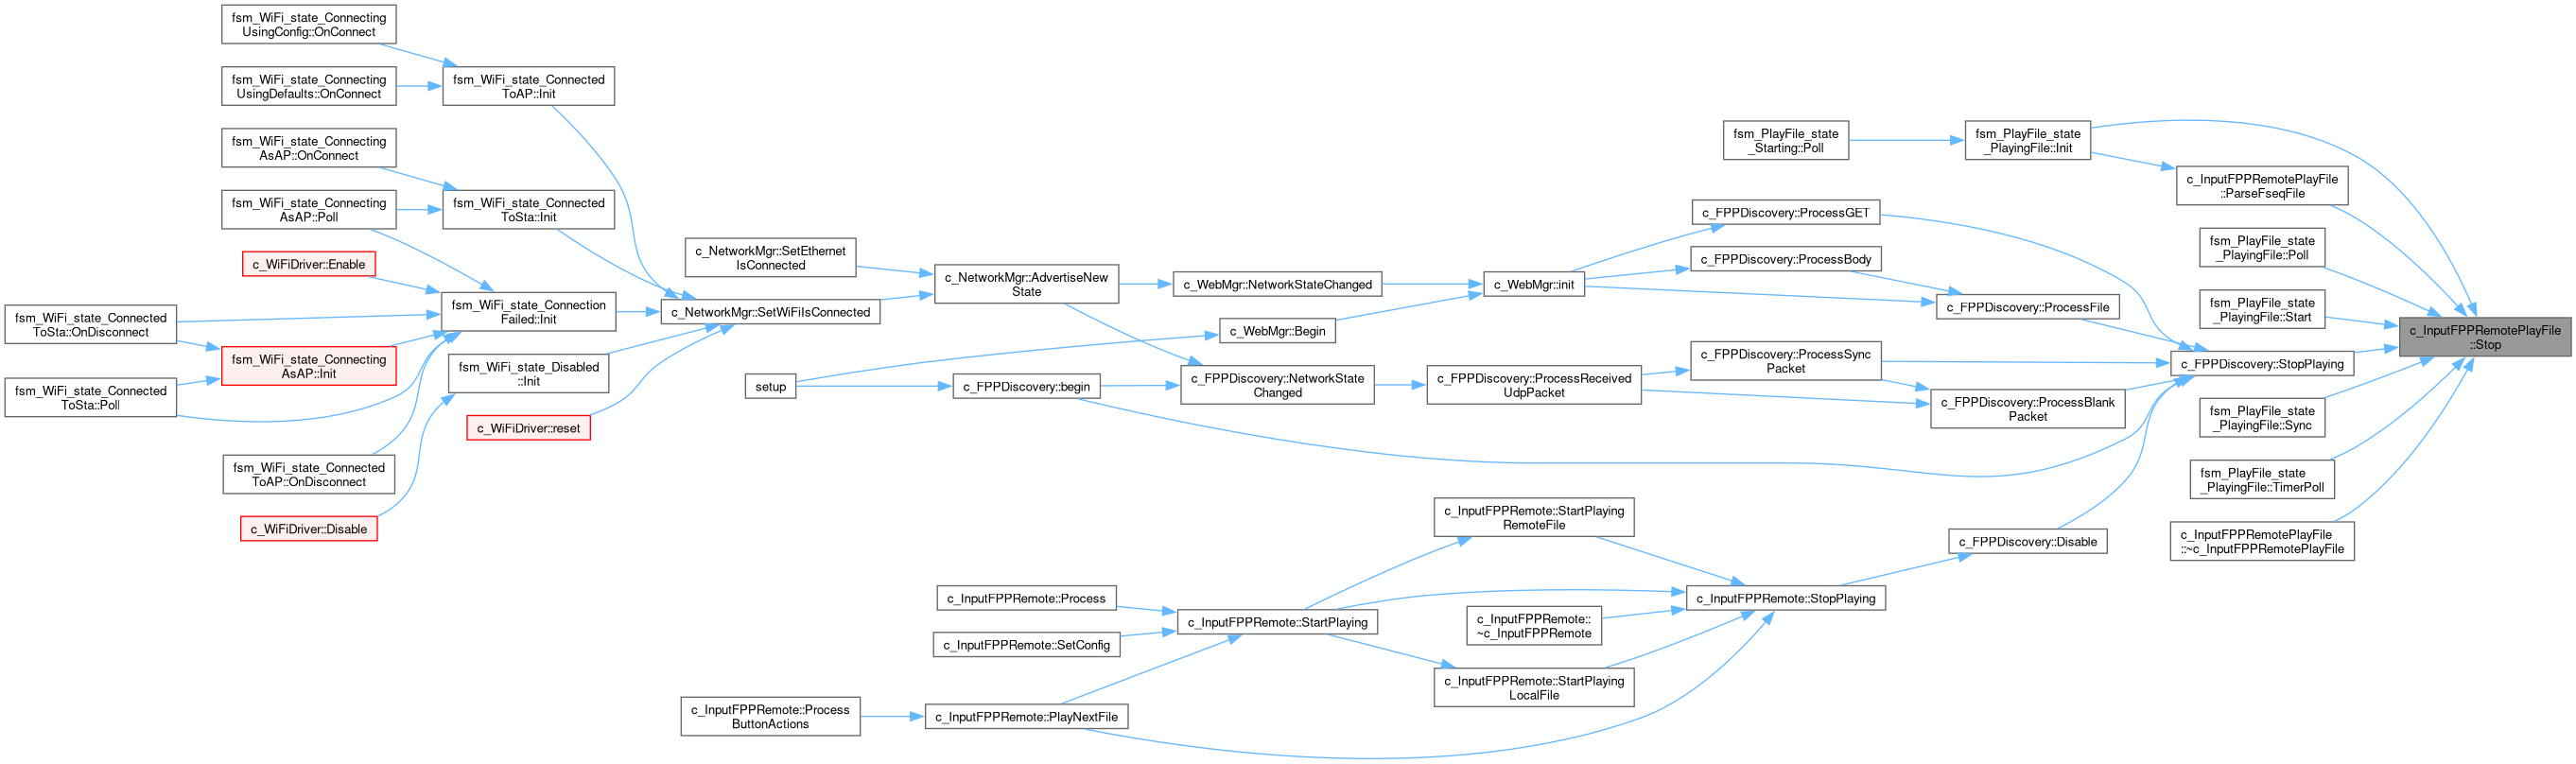 fsm_WiFi_state_Connecting
UsingConfig::OnConnect
fsm_WiFi_state_Connecting
UsingDefaults::OnConnect
fsm_WiFi_state_Connected
ToAP::Init
fsm_WiFi_state_Connecting
AsAP::OnConnect
fsm_WiFi_state_Connecting
AsAP::Poll
fsm_WiFi_state_Connected
ToSta::Init
c_WiFiDriver::Enable
fsm_WiFi_state_Connected
ToSta::OnDisconnect
fsm_WiFi_state_Connection
Failed::Init
fsm_WiFi_state_Connecting
AsAP::Init
fsm_WiFi_state_Connected
ToSta::Poll
fsm_WiFi_state_Disabled
::Init
c_WiFiDriver::reset
fsm_WiFi_state_Connected
ToAP::OnDisconnect
c_WiFiDriver::Disable
c_NetworkMgr::SetEthernet
IsConnected
c_NetworkMgr::SetWiFiIsConnected
setup
c_NetworkMgr::AdvertiseNew
State
c_FPPDiscovery::begin
c_WebMgr::NetworkStateChanged
c_WebMgr::Begin
c_FPPDiscovery::NetworkState
Changed
c_WebMgr::init
c_FPPDiscovery::ProcessReceived
UdpPacket
fsm_PlayFile_state
_Starting::Poll
c_FPPDiscovery::ProcessGET
c_FPPDiscovery::ProcessBody
c_FPPDiscovery::ProcessFile
c_FPPDiscovery::ProcessSync
Packet
c_FPPDiscovery::ProcessBlank
Packet
fsm_PlayFile_state
_PlayingFile::Init
c_InputFPPRemotePlayFile
::ParseFseqFile
fsm_PlayFile_state
_PlayingFile::Poll
fsm_PlayFile_state
_PlayingFile::Start
c_InputFPPRemotePlayFile
::Stop
c_FPPDiscovery::StopPlaying
fsm_PlayFile_state
_PlayingFile::Sync
fsm_PlayFile_state
_PlayingFile::TimerPoll
c_InputFPPRemotePlayFile
::~c_InputFPPRemotePlayFile
c_FPPDiscovery::Disable
c_InputFPPRemote::StopPlaying
c_InputFPPRemote::StartPlaying
RemoteFile
c_InputFPPRemote::
~c_InputFPPRemote
c_InputFPPRemote::StartPlaying
LocalFile
c_InputFPPRemote::StartPlaying
c_InputFPPRemote::Process
c_InputFPPRemote::SetConfig
c_InputFPPRemote::PlayNextFile
c_InputFPPRemote::Process
ButtonActions